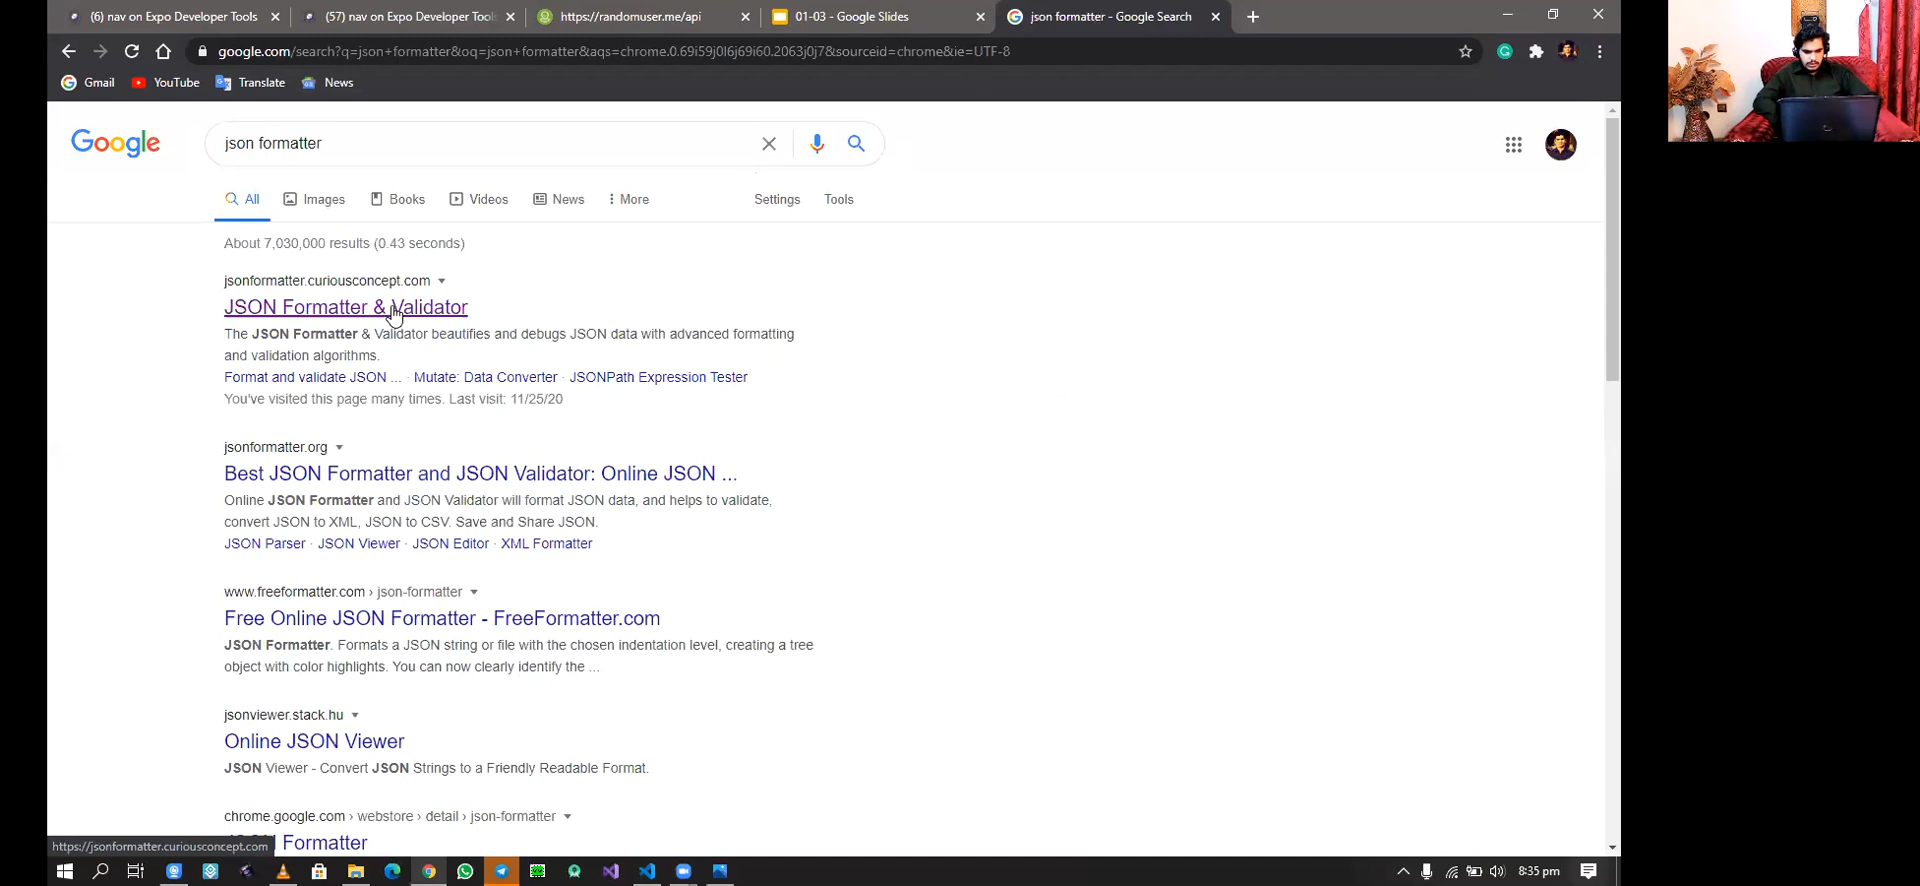 (6) nav on Expo Developer Tools
(57) nav on Expo Developer Tools
https://randomuser.me/api
01-03 - Google Slides
json formatter - Google Search
google.com/search?q=json+formatter&oq=json+formatter&aqs=chrome.0.69i59j0l6j69i60.2063j0j7&sourceid=chrome&ie=UTF-8
Gmail
YouTube
Translate
News
Google
json formatter
All
Images
Books
Videos
News
More
Settings
Tools
About 7,030,000 results (0.43 seconds)
jsonformatter.curiousconcept.com
JSON Formatter & Validator
The JSON Formatter & Validator beautifies and debugs JSON data with advanced formatting
and validation algorithms.
Format and validate JSON ... · Mutate: Data Converter · JSONPath Expression Tester
You've visited this page many times. Last visit: 11/25/20
jsonformatter.org
Best JSON Formatter and JSON Validator: Online JSON ...
Online JSON Formatter and JSON Validator will format JSON data, and helps to validate,
convert JSON to XML, JSON to CSV. Save and Share JSON.
JSON Parser · JSON Viewer · JSON Editor · XML Formatter
www.freeformatter.com › json-formatter
Free Online JSON Formatter - FreeFormatter.com
JSON Formatter. Formats a JSON string or file with the chosen indentation level, creating a tree
object with color highlights. You can now clearly identify the ...
jsonviewer.stack.hu
Online JSON Viewer
JSON Viewer - Convert JSON Strings to a Friendly Readable Format.
chrome.google.com › webstore › detail › json-formatter
JSON Formatter
https://jsonformatter.curiousconcept.com
8:35 pm